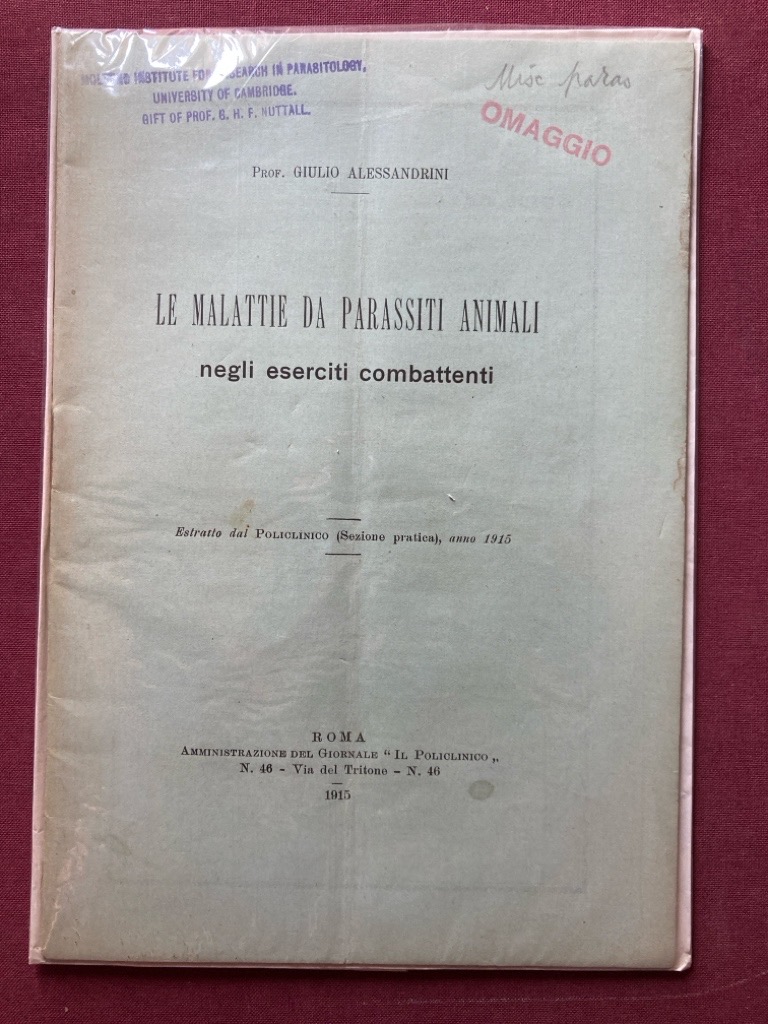 INSTITUTE FOR RESEARCH IN PARASITOLOGY,
UNIVERSITY OF CAMBRIDGE.
GIFT OF PROF. G. H. F. NUTTALL.
Misc paras
OMAGGIO
PROF. GIULIO ALESSANDRINI
LE MALATTIE DA PARASSITI ANIMALI
negli eserciti combattenti
Estratto dal POLICLINICO (Sezione pratica), anno 1915
ROMA
AMMINISTRAZIONE DEL GIORNALE “ IL POLICLINICO „
N. 46 - Via del Tritone - N. 46
1915